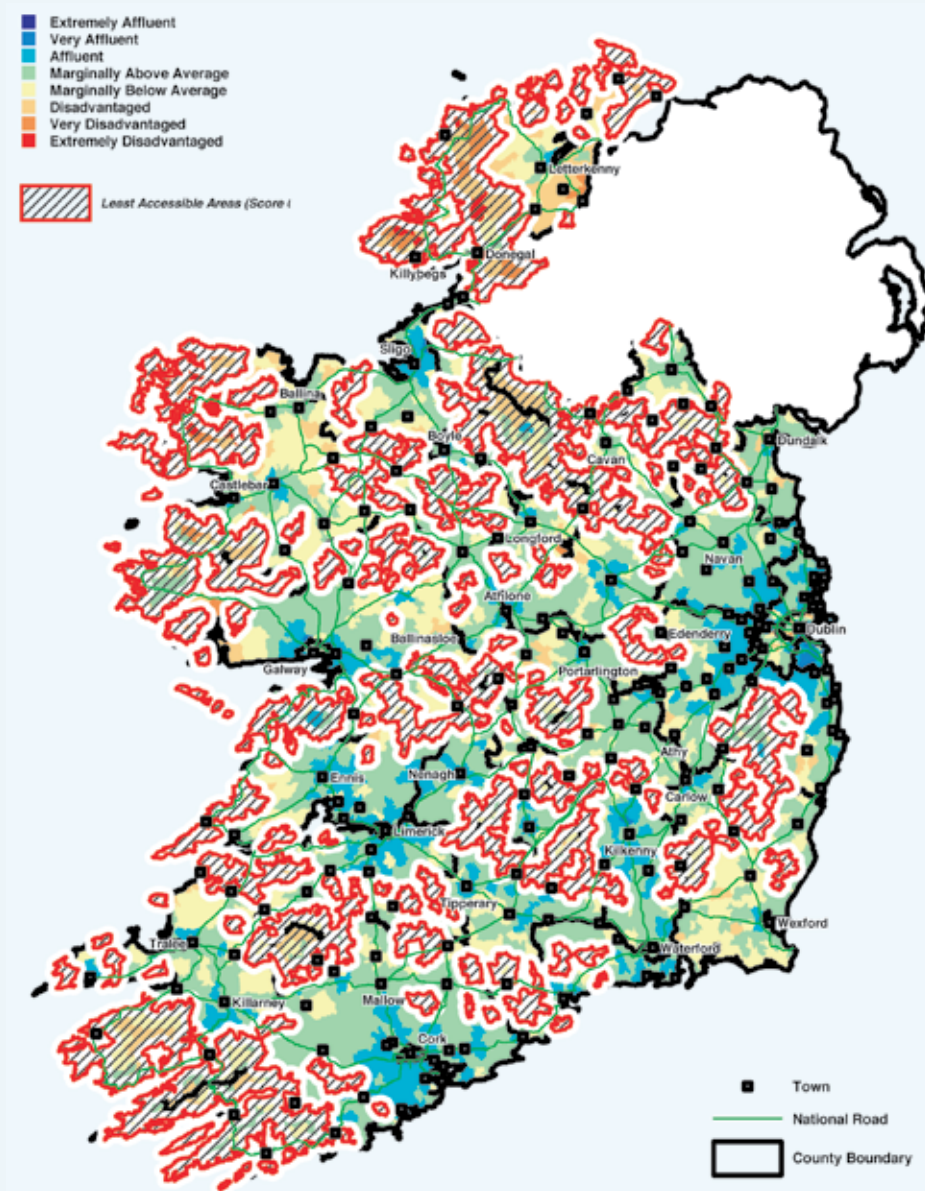 Extremely Affluent
Very Affluent
Affluent
Marginally Above Average
Marginally Below Average
Disadvantaged
Very Disadvantaged
Extremely Disadvantaged
Least Accessible Areas (Score
Letterkenny
Donegal
Killybegs
Sligo
Ballina
Boyle
Dundalk
Cavan
Castlebar
Longford
Navan
Athlone
Dublin
Edenderry
Ballinasloe
Galway
Portarlington
Athy
Ennis
Nenagh
Carlow
Limerick
Kilkenny
Tipperary
Wexford
Tralee
Waterford
Killarney
Mallow
Cork
Town
National Road
County Boundary